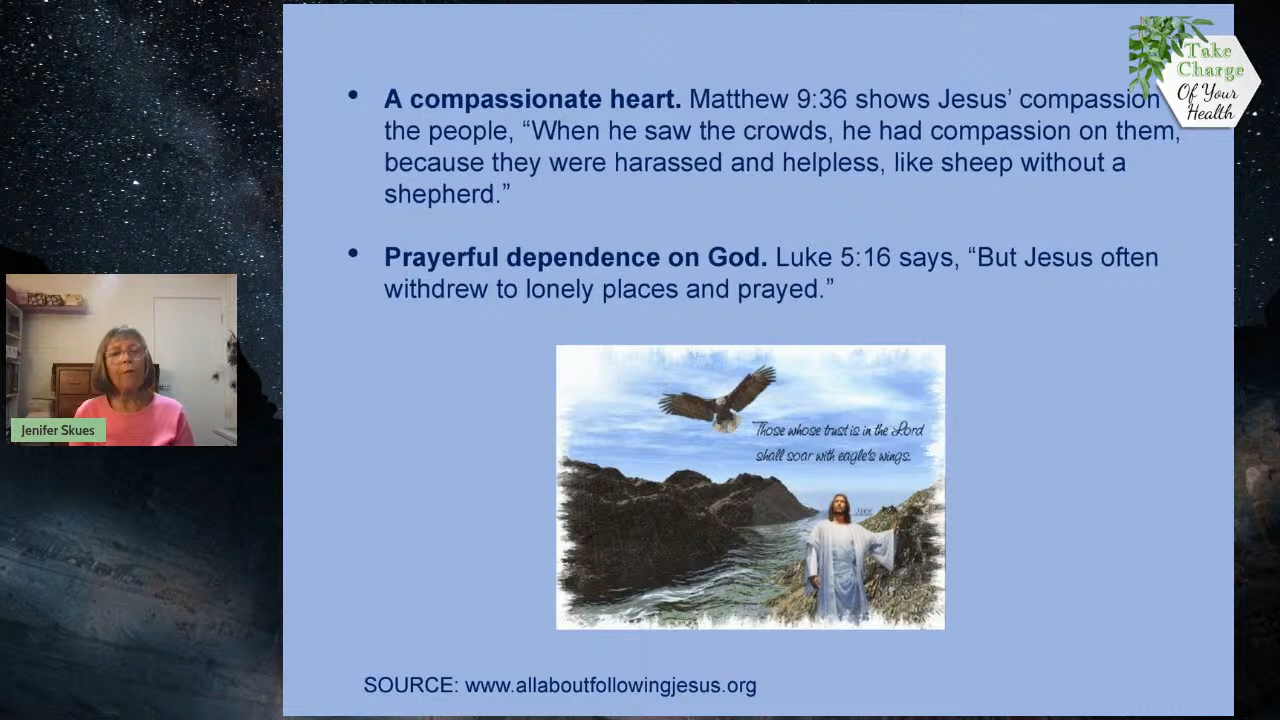 Take
Charge
Of Your
Health
• A compassionate heart. Matthew 9:36 shows Jesus’ compassion
the people, “When he saw the crowds, he had compassion on them,
because they were harassed and helpless, like sheep without a
shepherd.”
• Prayerful dependence on God. Luke 5:16 says, “But Jesus often
withdrew to lonely places and prayed.”
Those whose trust is in the Lord
shall soar with eagle's wings.
Jenifer Skues
SOURCE: www.allaboutfollowingjesus.org